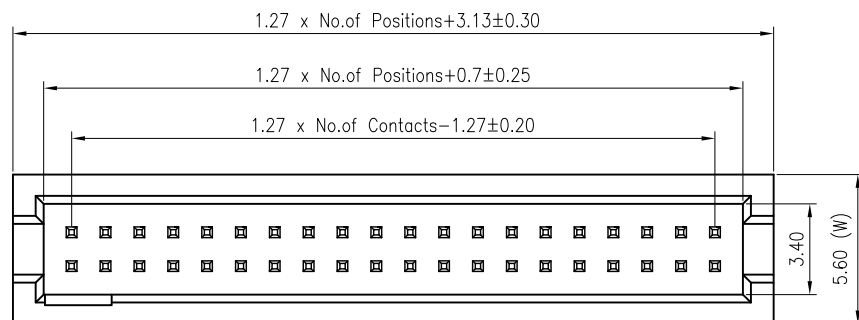 1.27 x No.of Positions+3.13±0.30
1.27 x No.of Positions+0.7±0.25
1.27 x No.of Contacts-1.27±0.20
3.40
5.60 (W)